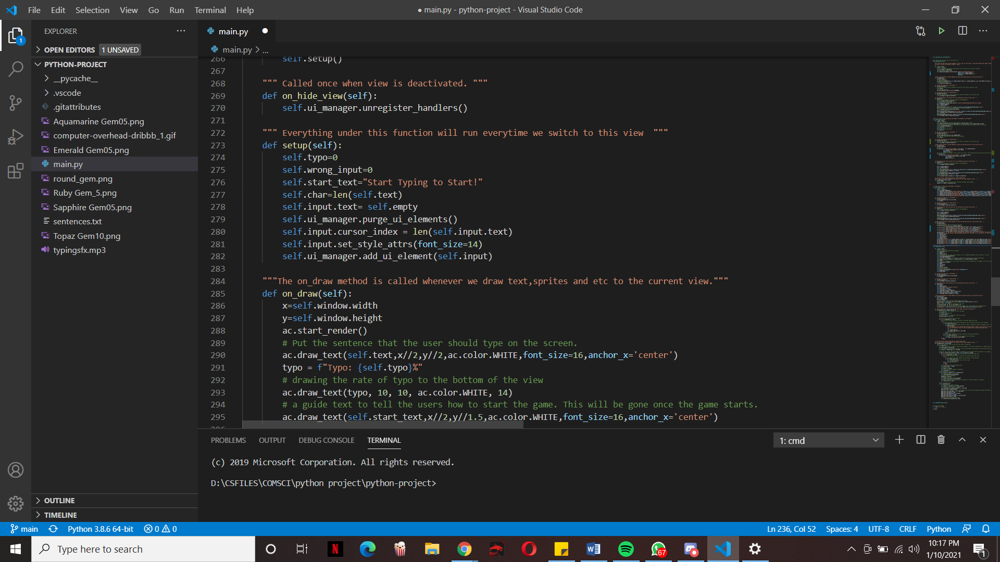 File Edit Selection View Go Run Terminal Help
● main.py - python-project - Visual Studio Code
EXPLORER
1
OPEN EDITORS 1 UNSAVED
PYTHON-PROJECT
__pycache__
.vscode
.gitattributes
Aquamarine Gem05.png
computer-overhead-dribbb_1.gif
Emerald Gem05.png
main.py
round_gem.png
Ruby Gem_5.png
Sapphire Gem05.png
sentences.txt
Topaz Gem10.png
typingsfx.mp3
OUTLINE
TIMELINE
main.py
main.py > ...
266 self.setup()
267
268 """ Called once when view is deactivated. """
269 def on_hide_view(self):
270 self.ui_manager.unregister_handlers()
271
272 """ Everything under this function will run everytime we switch to this view  """
273 def setup(self):
274 self.typo=0
275 self.wrong_input=0
276 self.start_text="Start Typing to Start!"
277 self.char=len(self.text)
278 self.input.text= self.empty
279 self.ui_manager.purge_ui_elements()
280 self.input.cursor_index = len(self.input.text)
281 self.input.set_style_attrs(font_size=14)
282 self.ui_manager.add_ui_element(self.input)
283
284 """The on_draw method is called whenever we draw text,sprites and etc to the current view."""
285 def on_draw(self):
286 x=self.window.width
287 y=self.window.height
288 ac.start_render()
289 # Put the sentence that the user should type on the screen.
290 ac.draw_text(self.text,x//2,y//2,ac.color.WHITE,font_size=16,anchor_x='center')
291 typo = f"Typo: {self.typo}%"
292 # drawing the rate of typo to the bottom of the view
293 ac.draw_text(typo, 10, 10, ac.color.WHITE, 14)
294 # a guide text to tell the users how to start the game. This will be gone once the game starts.
295 ac.draw_text(self.start_text,x//2,y//1.5,ac.color.WHITE,font_size=16,anchor_x='center')
296
PROBLEMS OUTPUT DEBUG CONSOLE TERMINAL
1: cmd
(c) 2019 Microsoft Corporation. All rights reserved.
D:\CSFILES\COMSCI\python project\python-project>
main Python 3.8.6 64-bit 0 0
Ln 236, Col 52 Spaces: 4 UTF-8 CRLF Python
Type here to search
N
W
67
10:17 PM
1/10/2021
1